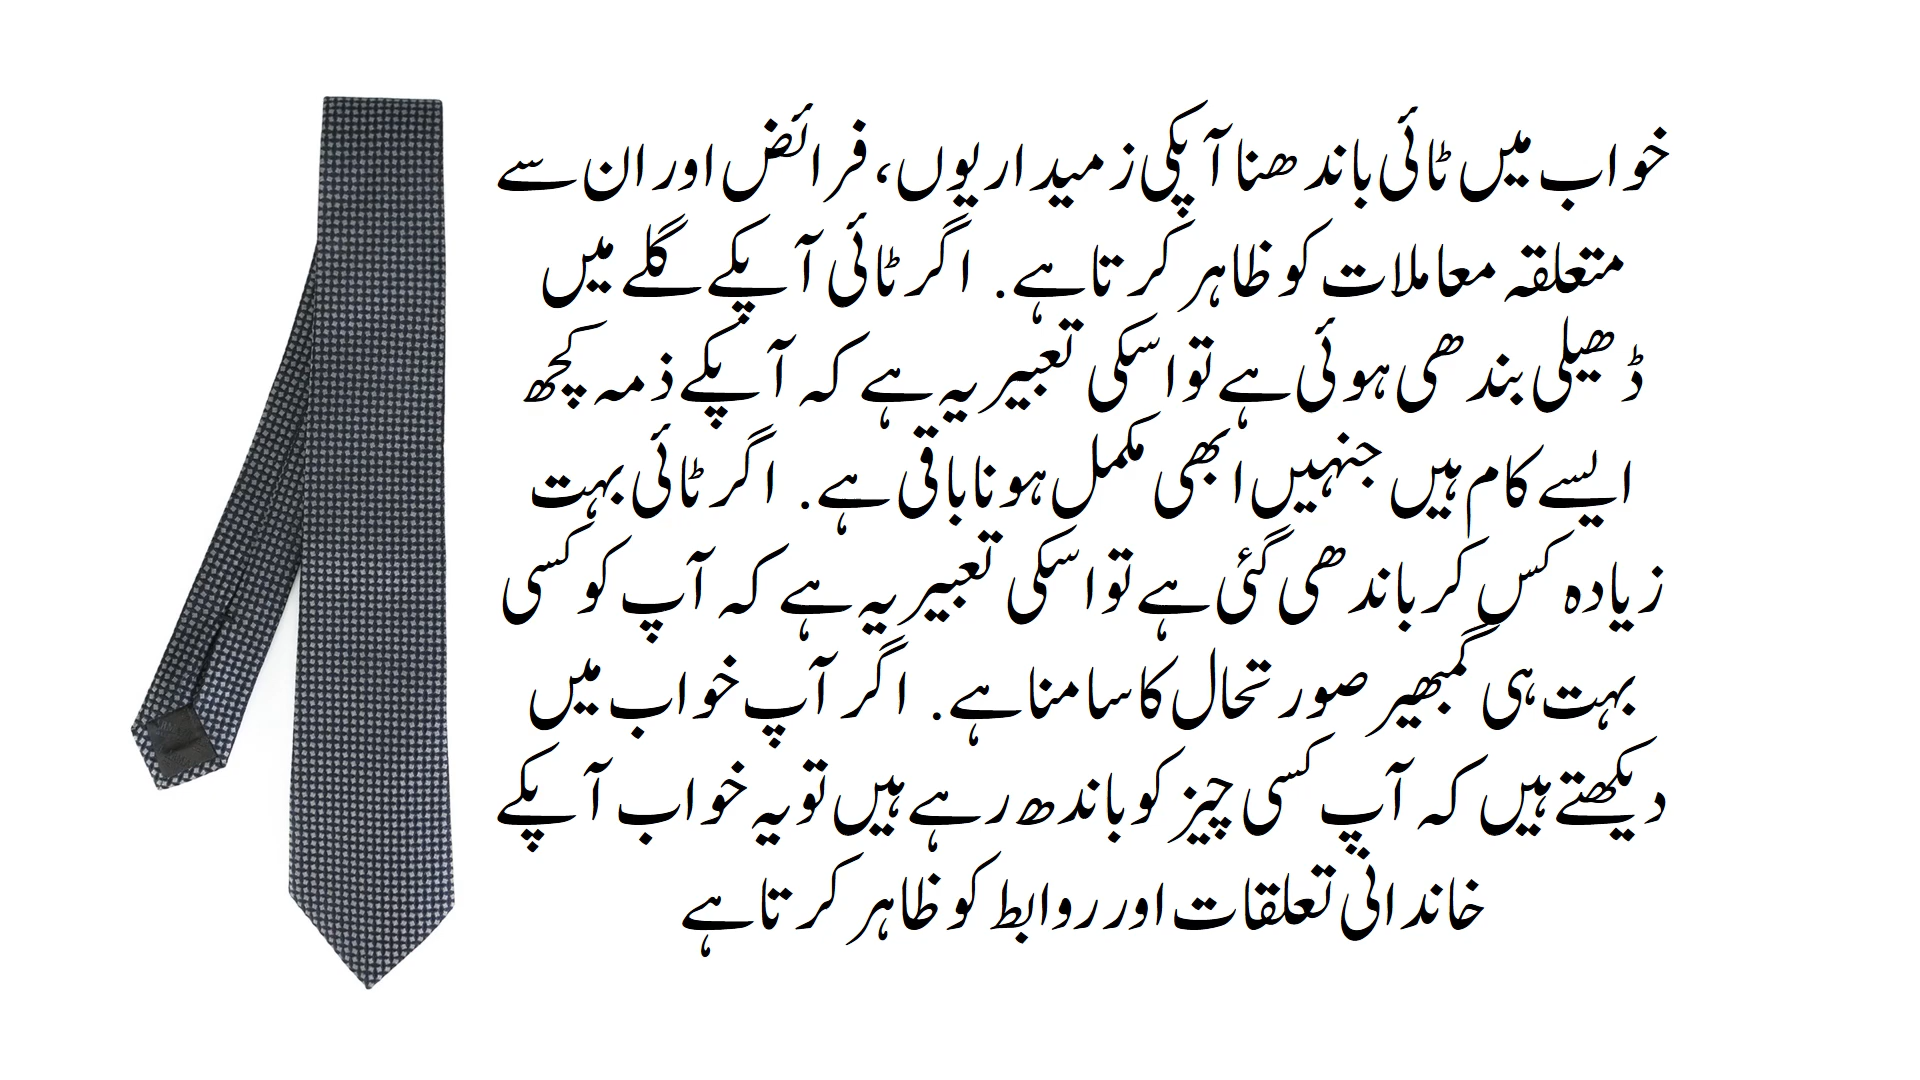 خواب میں ٹائی باندھنا آپکی زمیداریوں، فرائض اور ان سے
متعلقہ معاملات کو ظاہر کرتا ہے. اگر ٹائی آپکے گلے میں
ڈھیلی بندھی ہوئی ہے تو اسکی تعبیر یہ ہے کہ آپکے ذمہ کچھ
ایسے کام ہیں جنہیں ابھی مکمل ہونا باقی ہے. اگر ٹائی بہت
زیادہ کس کر باندھی گئی ہے تو اسکی تعبیر یہ ہے کہ آپ کو کسی
بہت ہی گمبھیر صورتحال کا سامنا ہے. اگر آپ خواب میں
دیکھتے ہیں کہ آپ کسی چیز کو باندھ رہے ہیں تو یہ خواب آپکے
خاندانی تعلقات اور روابط کو ظاہر کرتا ہے